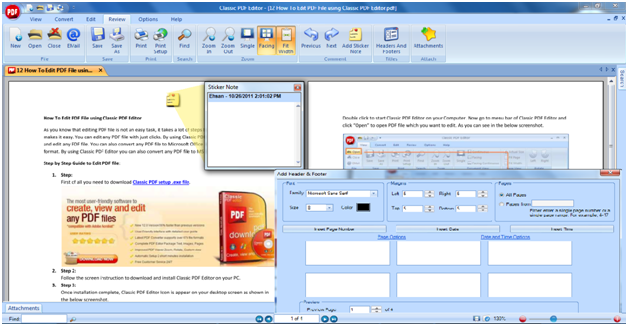 Classic PDF Editor - [12 How To Edit PDF File using Classic PDF Editor.pdf]
View Convert Edit Review Options Help
New Open Close EMail Save Save As Print Print Setup Find Zoom In Zoom Out Single Facing Fit Width Previous Next Add Sticker Note Headers And Footers Attachments
File Save Print Search Zoom Comment Titles Attach
12 How To Edit PDF File usin...
Search
Sticker Note
Ehsan - 10/26/2011 2:01:02 PM
How To Edit PDF File using Classic PDF Editor
As you know that editing PDF file is not an easy task, it takes a lot of
makes it easy. You can edit any PDF file with just clicks. By using Classic
and edit any PDF file. You can also convert any PDF file to Microsoft
format. By using Classic PDF Editor you can also convert any PDF file to
Step by Step Guide to Edit PDF file:
1. Step:
First of all you need to download Classic PDF setup .exe file.
The most user-friendly software to
create, view and edit
any PDF files
PDF
download
2. Step 2:
Follow the screen instruction to download and install Classic PDF Editor on your PC.
3. Step 3:
Once installation complete, Classic PDF Editor icon is appear on your desktop screen as shown in
the below screenshot.
Double click to start Classic PDF Editor on your Computer. Now go to menu bar of Classic PDF Editor and
click "Open" to open PDF file which you want to edit. As you can see in the below screenshot.
Add Header & Footer
Font Margins Pages
Family: Microsoft Sans Serif Left Right All Pages
Size: 8 Color Top Bottom Pages from
Please enter a single page number or a
single page range. For example, 6-17
Insert Page Number Insert Date Insert Time
Page Options Date and Time Options
Preview
Preview Page: 1 of 4
Attachments
Find: 1 of 1 130%